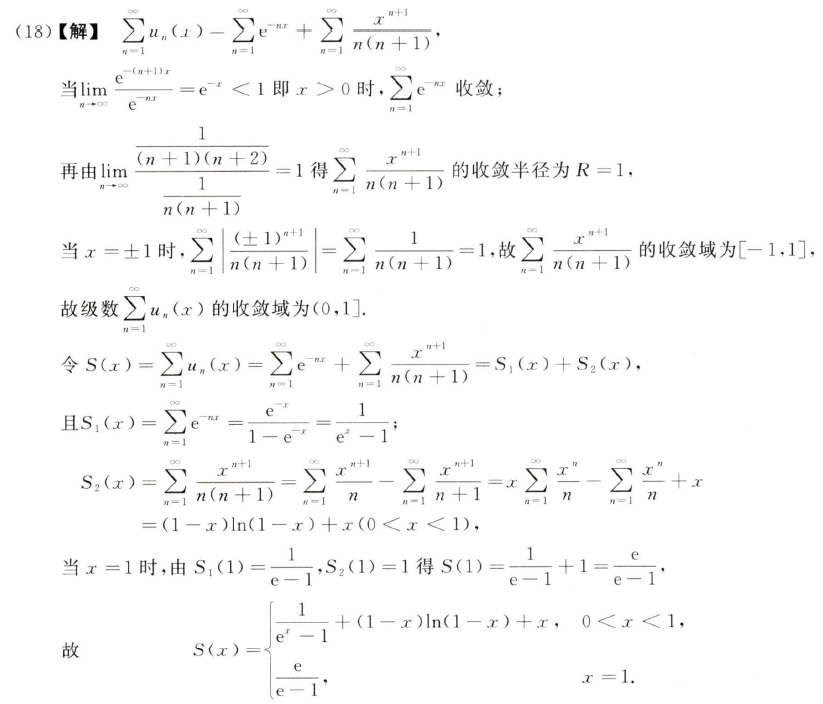 (18)【解】 $\sum_{n=1}^{\infty} u_n(x) - \sum_{n=1}^{\infty} e^{-nx} + \sum_{n=1}^{\infty} \frac{x^{n+1}}{n(n+1)}$,
当$\lim_{n\to\infty} \frac{e^{-(n+1)x}}{e^{-nx}} = e^{-x} < 1$ 即 $x > 0$ 时,$\sum_{n=1}^{\infty} e^{-nx}$ 收敛;
再由$\lim_{n\to\infty} \frac{\frac{1}{(n+1)(n+2)}}{\frac{1}{n(n+1)}} = 1$ 得$\sum_{n=1}^{\infty} \frac{x^{n+1}}{n(n+1)}$ 的收敛半径为 $R = 1$,
当 $x = \pm 1$ 时,$\sum_{n=1}^{\infty} \left| \frac{(\pm 1)^{n+1}}{n(n+1)} \right| = \sum_{n=1}^{\infty} \frac{1}{n(n+1)} = 1$,故$\sum_{n=1}^{\infty} \frac{x^{n+1}}{n(n+1)}$ 的收敛域为$[-1,1]$,
故级数$\sum_{n=1}^{\infty} u_n(x)$ 的收敛域为$(0,1]$.
令 $S(x) = \sum_{n=1}^{\infty} u_n(x) = \sum_{n=1}^{\infty} e^{-nx} + \sum_{n=1}^{\infty} \frac{x^{n+1}}{n(n+1)} = S_1(x) + S_2(x)$,
且$S_1(x) = \sum_{n=1}^{\infty} e^{-nx} = \frac{e^{-x}}{1-e^{-x}} = \frac{1}{e^x - 1}$;
$S_2(x) = \sum_{n=1}^{\infty} \frac{x^{n+1}}{n(n+1)} = \sum_{n=1}^{\infty} \frac{x^{n+1}}{n} - \sum_{n=1}^{\infty} \frac{x^{n+1}}{n+1} = x \sum_{n=1}^{\infty} \frac{x^n}{n} - \sum_{n=1}^{\infty} \frac{x^n}{n} + x$
$= (1-x)\ln(1-x) + x (0 < x < 1)$,
当 $x = 1$ 时,由 $S_1(1) = \frac{1}{e-1}$,$S_2(1) = 1$ 得 $S(1) = \frac{1}{e-1} + 1 = \frac{e}{e-1}$,
故 $S(x) = \begin{cases} \frac{1}{e^x - 1} + (1-x)\ln(1-x) + x, & 0 < x < 1, \\ \frac{e}{e-1}, & x = 1. \end{cases}$